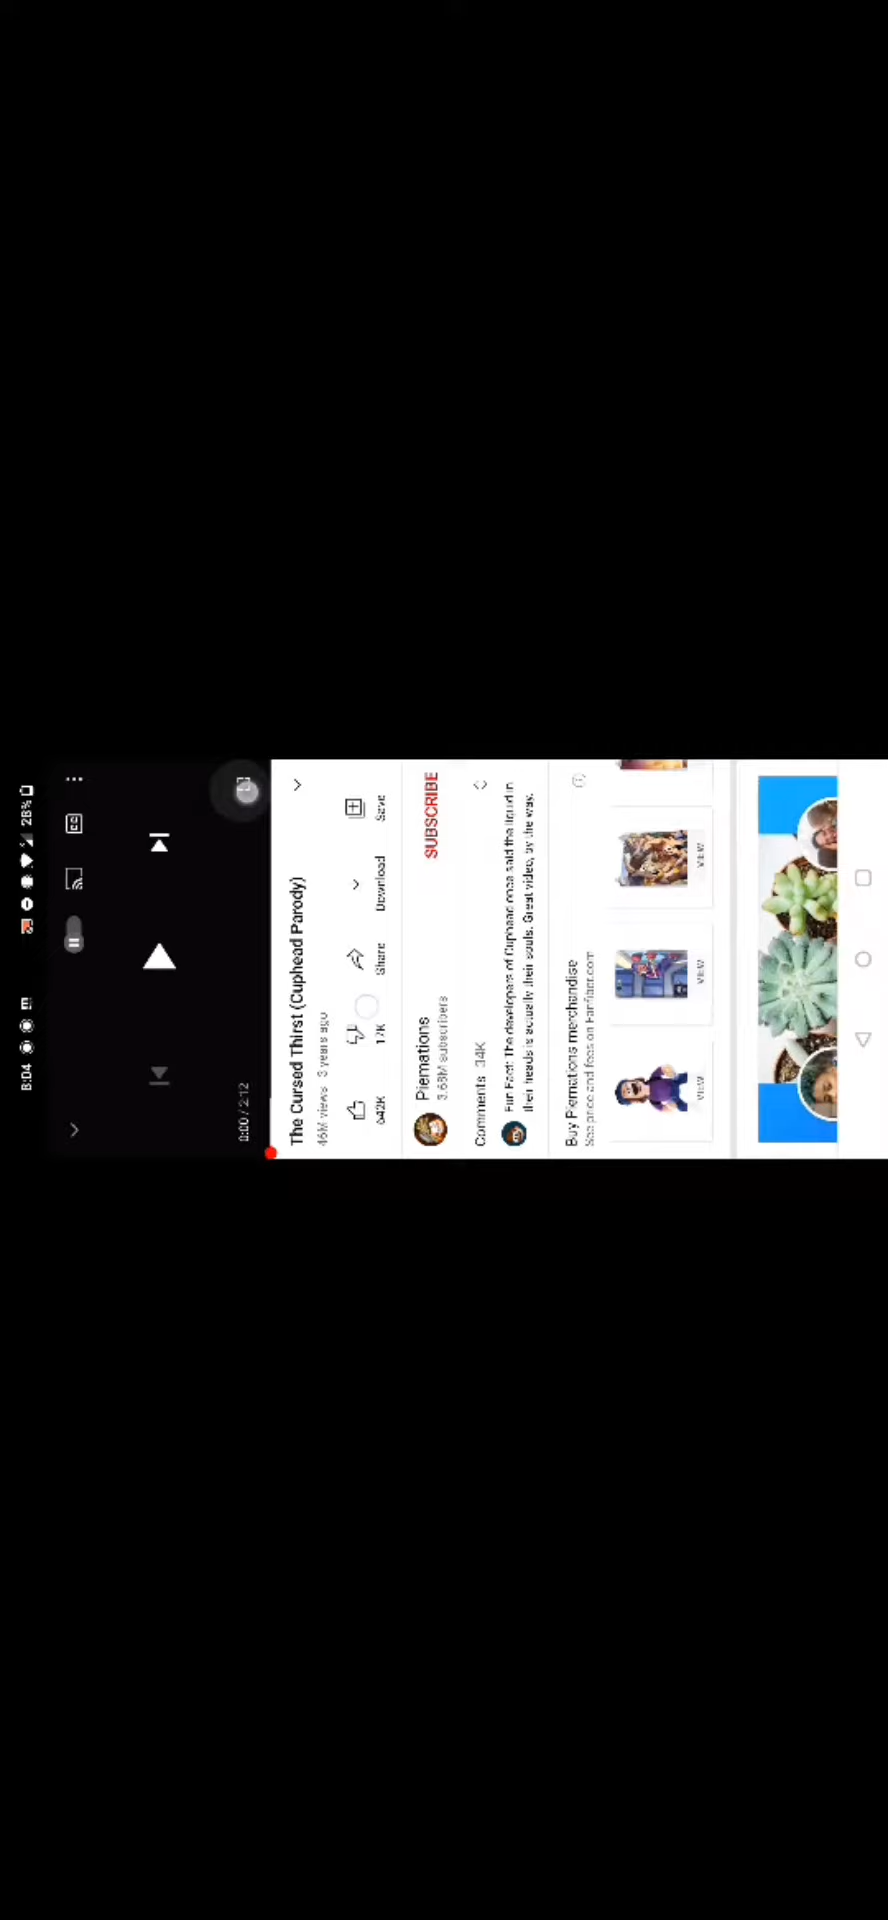 8:04
28%
0:00 / 2:12
The Cursed Thirst (Cuphead Parody)
46M views 3 years ago
642K
17K
Share
Download
Save
Piemations
3.68M subscribers
SUBSCRIBE
Comments 34K
Fun Fact: The developers of Cuphead once said the liquid in
their heads is actually their souls. Great video, by the way.
Buy Piemations merchandise
See price and fees on Fanfiber.com
VIEW
VIEW
VIEW